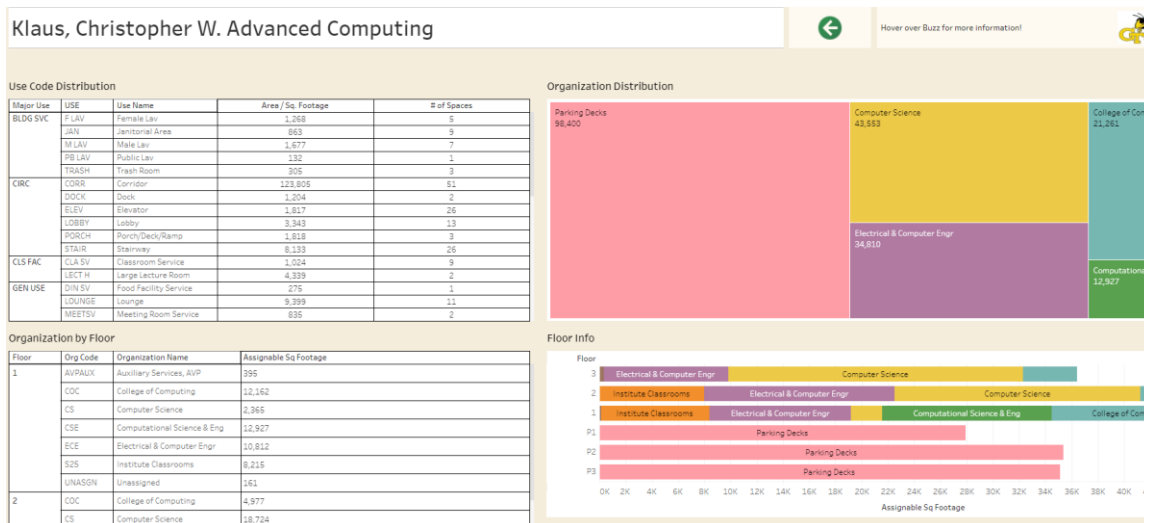 Klaus, Christopher W. Advanced Computing
Hover over Buzz for more information!
Use Code Distribution
Major Use USE Use Name Area / Sq. Footage # of Spaces
BLDG SVC F LAV Female Lav 1,268 5
JAN Janitorial Area 863 9
M LAV Male Lav 1,677 7
PB LAV Public Lav 132 1
TRASH Trash Room 305 3
CIRC CORR Corridor 123,805 51
DOCK Dock 1,204 2
ELEV Elevator 1,817 26
LOBBY Lobby 3,343 13
PORCH Porch/Deck/Ramp 1,818 3
STAIR Stairway 8,133 26
CLS FAC CLA SV Classroom Service 1,024 9
LECT H Large Lecture Room 4,339 2
GEN USE DIN SV Food Facility Service 275 1
LOUNGE Lounge 9,399 11
MEETSV Meeting Room Service 835 2
Organization Distribution
Parking Decks
98,400
Computer Science
43,553
College of Com
21,261
Electrical & Computer Engr
34,810
Computationa
12,927
Organization by Floor
Floor Org Code Organization Name Assignable Sq Footage
1 AVPAUX Auxiliary Services, AVP 395
COC College of Computing 12,162
CS Computer Science 2,365
CSE Computational Science & Eng 12,927
ECE Electrical & Computer Engr 10,812
S25 Institute Classrooms 8,215
UNASGN Unassigned 161
2 COC College of Computing 4,977
CS Computer Science 18,724
Floor Info
Floor
3 Electrical & Computer Engr Computer Science
2 Institute Classrooms Electrical & Computer Engr Computer Science
1 Institute Classrooms Electrical & Computer Engr Computational Science & Eng College of Com
P1 Parking Decks
P2 Parking Decks
P3 Parking Decks
0K 2K 4K 6K 8K 10K 12K 14K 16K 18K 20K 22K 24K 26K 28K 30K 32K 34K 36K 38K 40K
Assignable Sq Footage